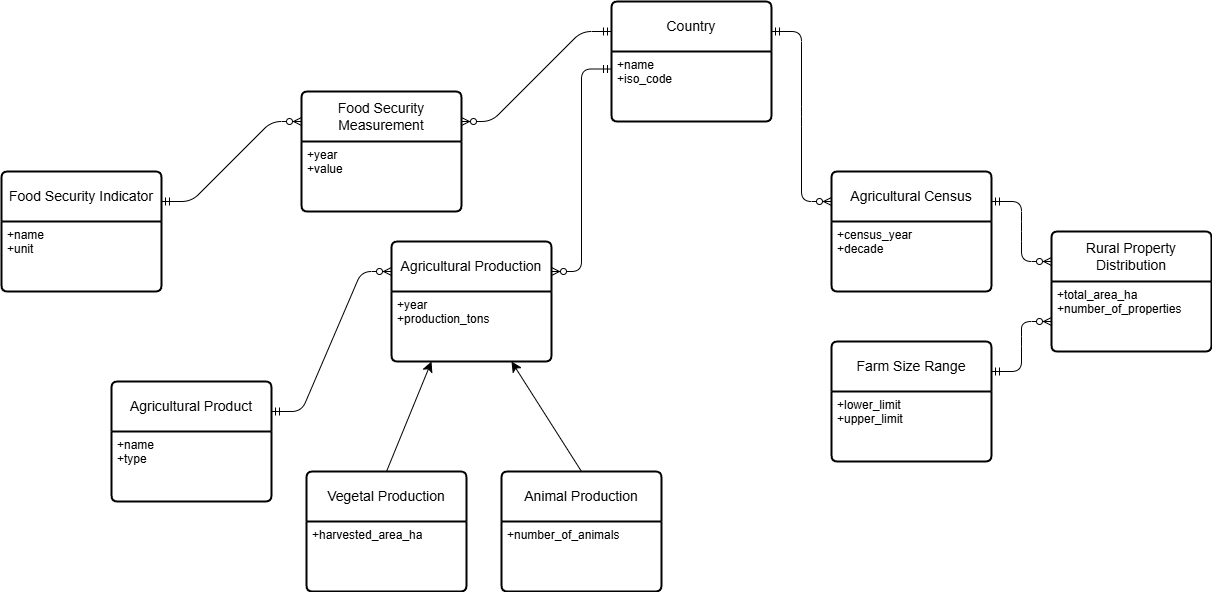 Country
+name
+iso_code
Food Security
Measurement
+year
+value
Food Security Indicator
+name
+unit
Agricultural Census
+census_year
+decade
Rural Property
Distribution
+total_area_ha
+number_of_properties
Agricultural Production
+year
+production_tons
Farm Size Range
+lower_limit
+upper_limit
Agricultural Product
+name
+type
Vegetal Production
+harvested_area_ha
Animal Production
+number_of_animals